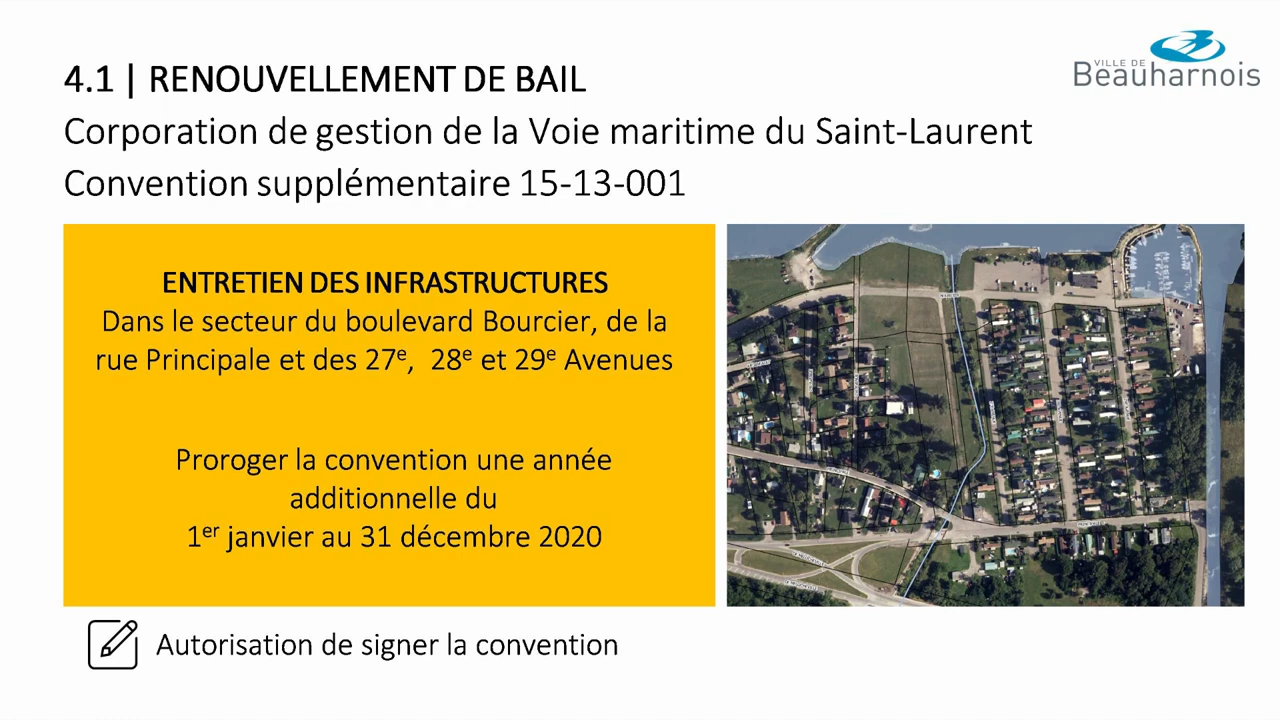 4.1 | RENOUVELLEMENT DE BAIL
VILLE DE
Beauharnois
Corporation de gestion de la Voie maritime du Saint-Laurent
Convention supplémentaire 15-13-001
ENTRETIEN DES INFRASTRUCTURES
Dans le secteur du boulevard Bourcier, de la
rue Principale et des 27e, 28e et 29e Avenues
Proroger la convention une année
additionnelle du
1er janvier au 31 décembre 2020
Autorisation de signer la convention